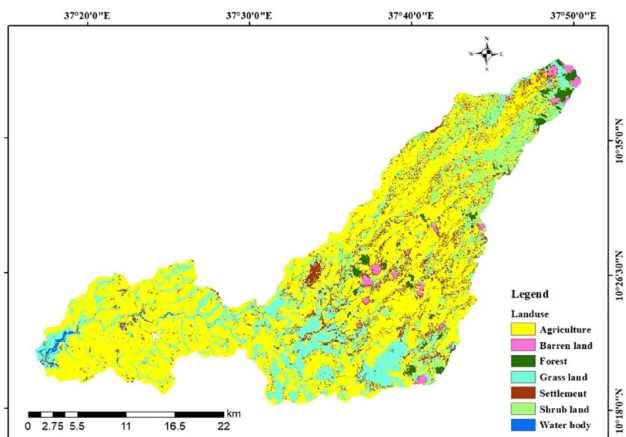 37°20'0"E 37°30'0"E 37°40'0"E 37°50'0"E
N
W E
S
10°35'0"N
10°26'30"N
10°18'0"N
Legend
Landuse
Agriculture
Barren land
Forest
Grass land
Settlement
Shrub land
Water body
km
0 2.75 5.5 11 16.5 22